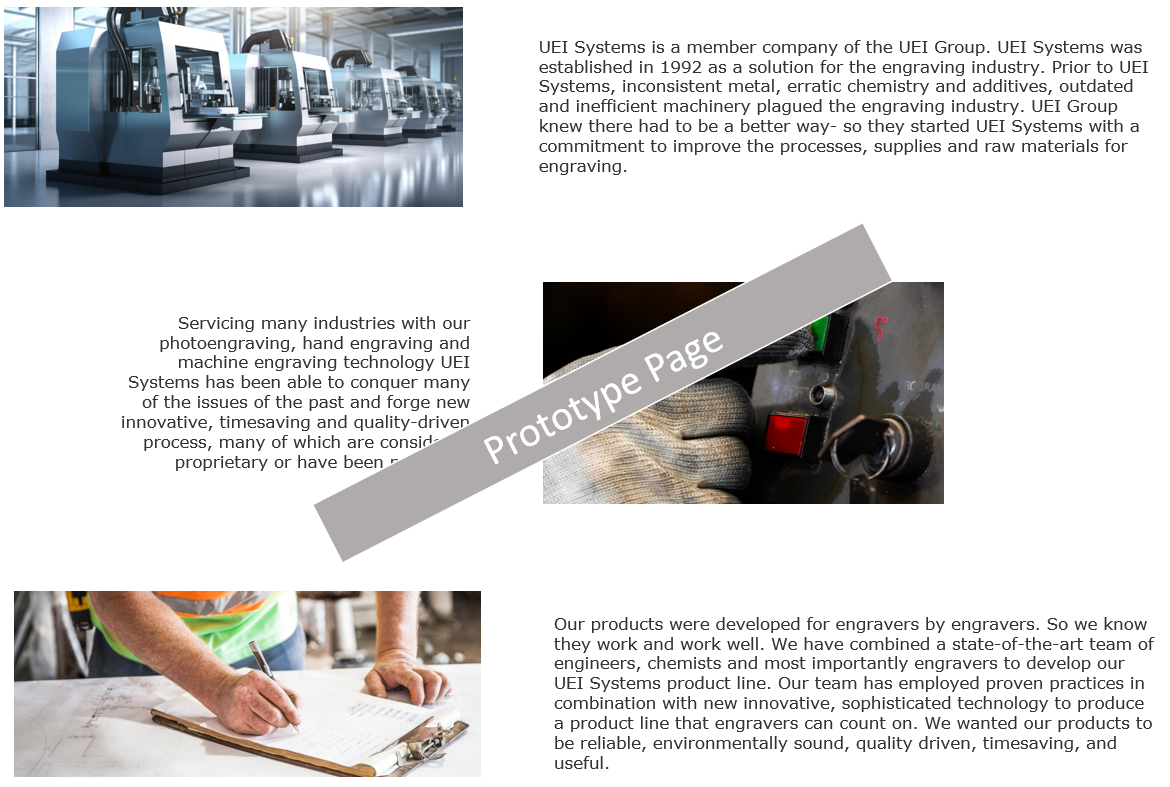 UEI Systems is a member company of the UEI Group. UEI Systems was
established in 1992 as a solution for the engraving industry. Prior to UEI
Systems, inconsistent metal, erratic chemistry and additives, outdated
and inefficient machinery plagued the engraving industry. UEI Group
knew there had to be a better way- so they started UEI Systems with a
commitment to improve the processes, supplies and raw materials for
engraving.
Servicing many industries with our
photoengraving, hand engraving and
machine engraving technology UEI
Systems has been able to conquer many
of the issues of the past and forge new
innovative, timesaving and quality-driven
process, many of which are
proprietary or have been
Prototype Page
5
Our products were developed for engravers by engravers. So we know
they work and work well. We have combined a state-of-the-art team of
engineers, chemists and most importantly engravers to develop our
UEI Systems product line. Our team has employed proven practices in
combination with new innovative, sophisticated technology to produce
a product line that engravers can count on. We wanted our products to
be reliable, environmentally sound, quality driven, timesaving, and
useful.